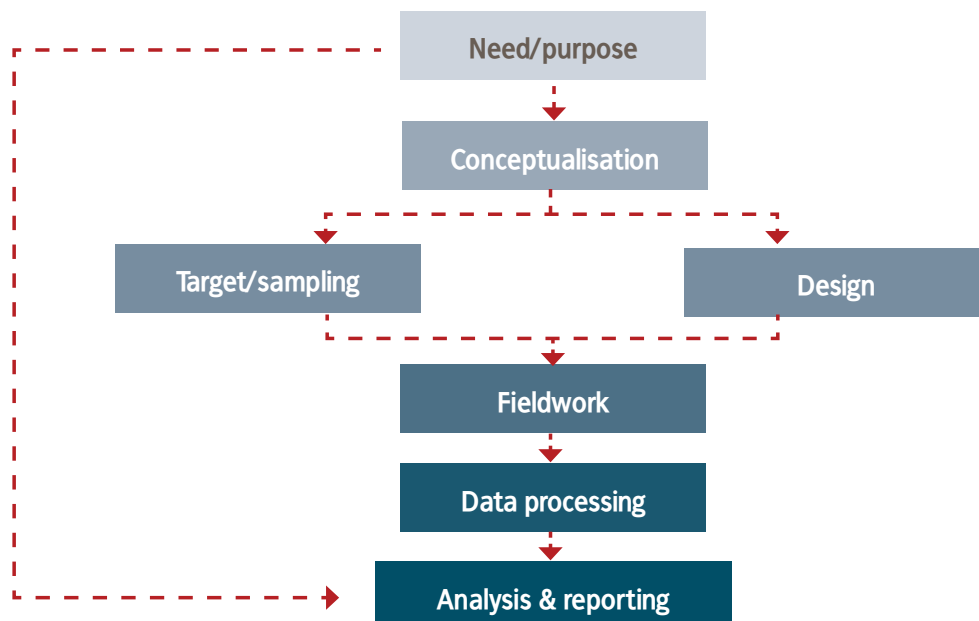 Need/purpose
Conceptualisation
Target/sampling
Design
Fieldwork
Data processing
Analysis & reporting